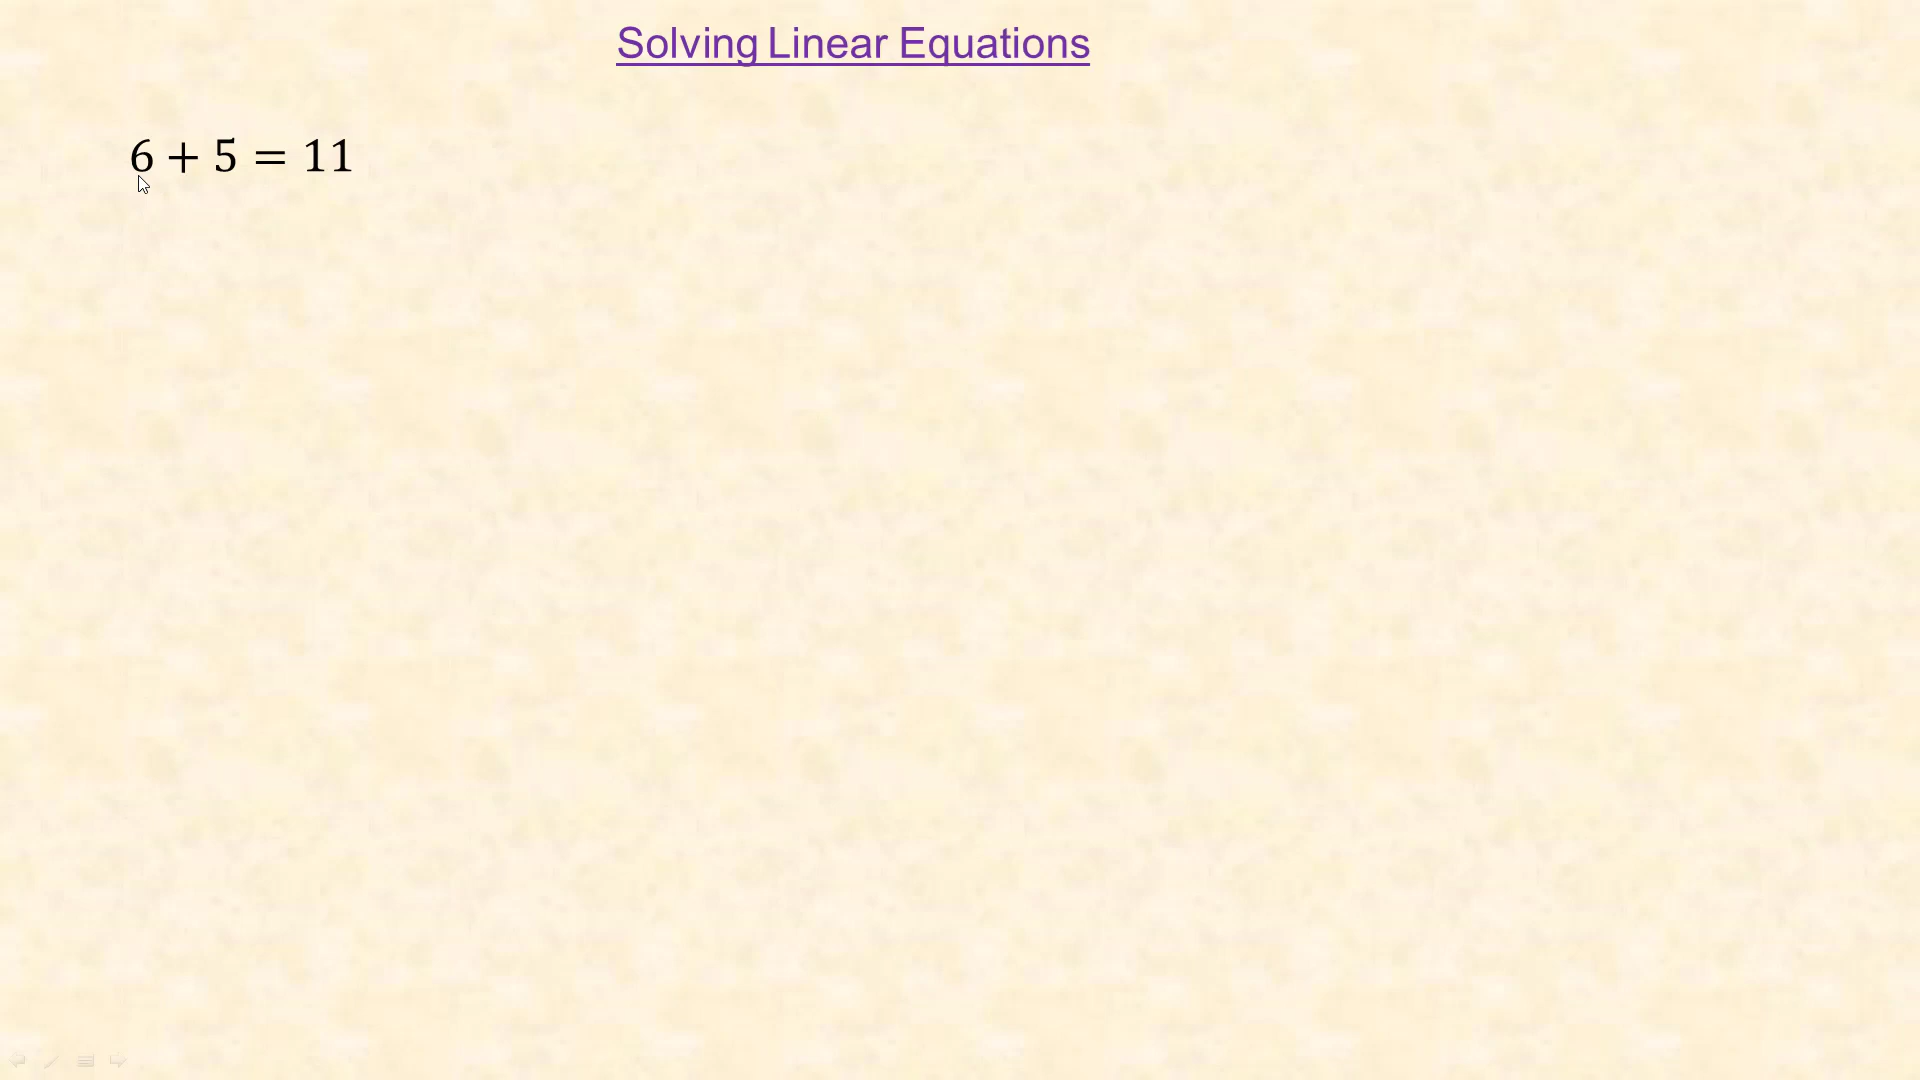 Solving Linear Equations
6 + 5 = 11